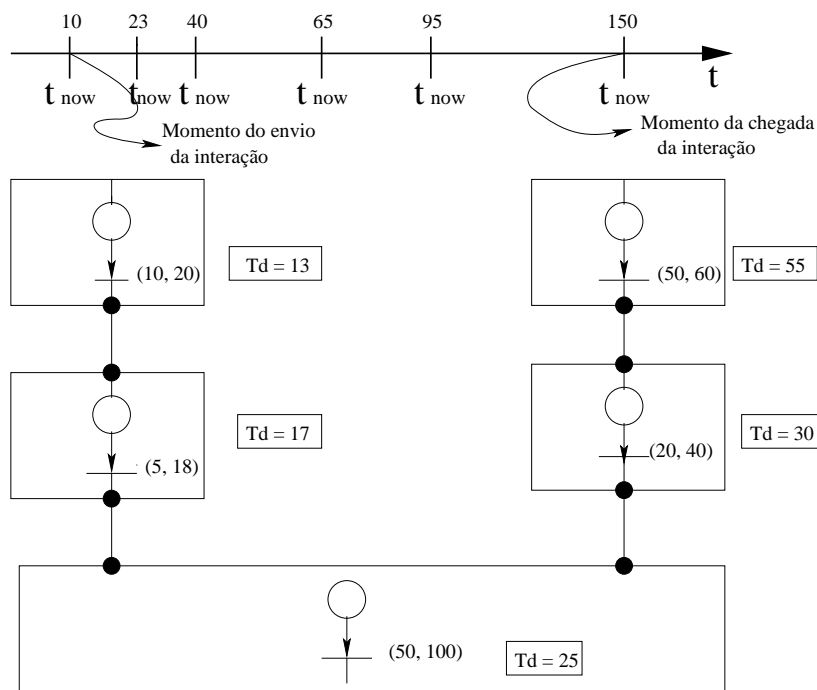 10 23 40 65 95 150
t now t now t now t now t now t now t
Momento do envio
da interação
Momento da chegada
da interação
(10, 20) Td = 13 (50, 60) Td = 55
(5, 18) Td = 17 (20, 40) Td = 30
(50, 100) Td = 25